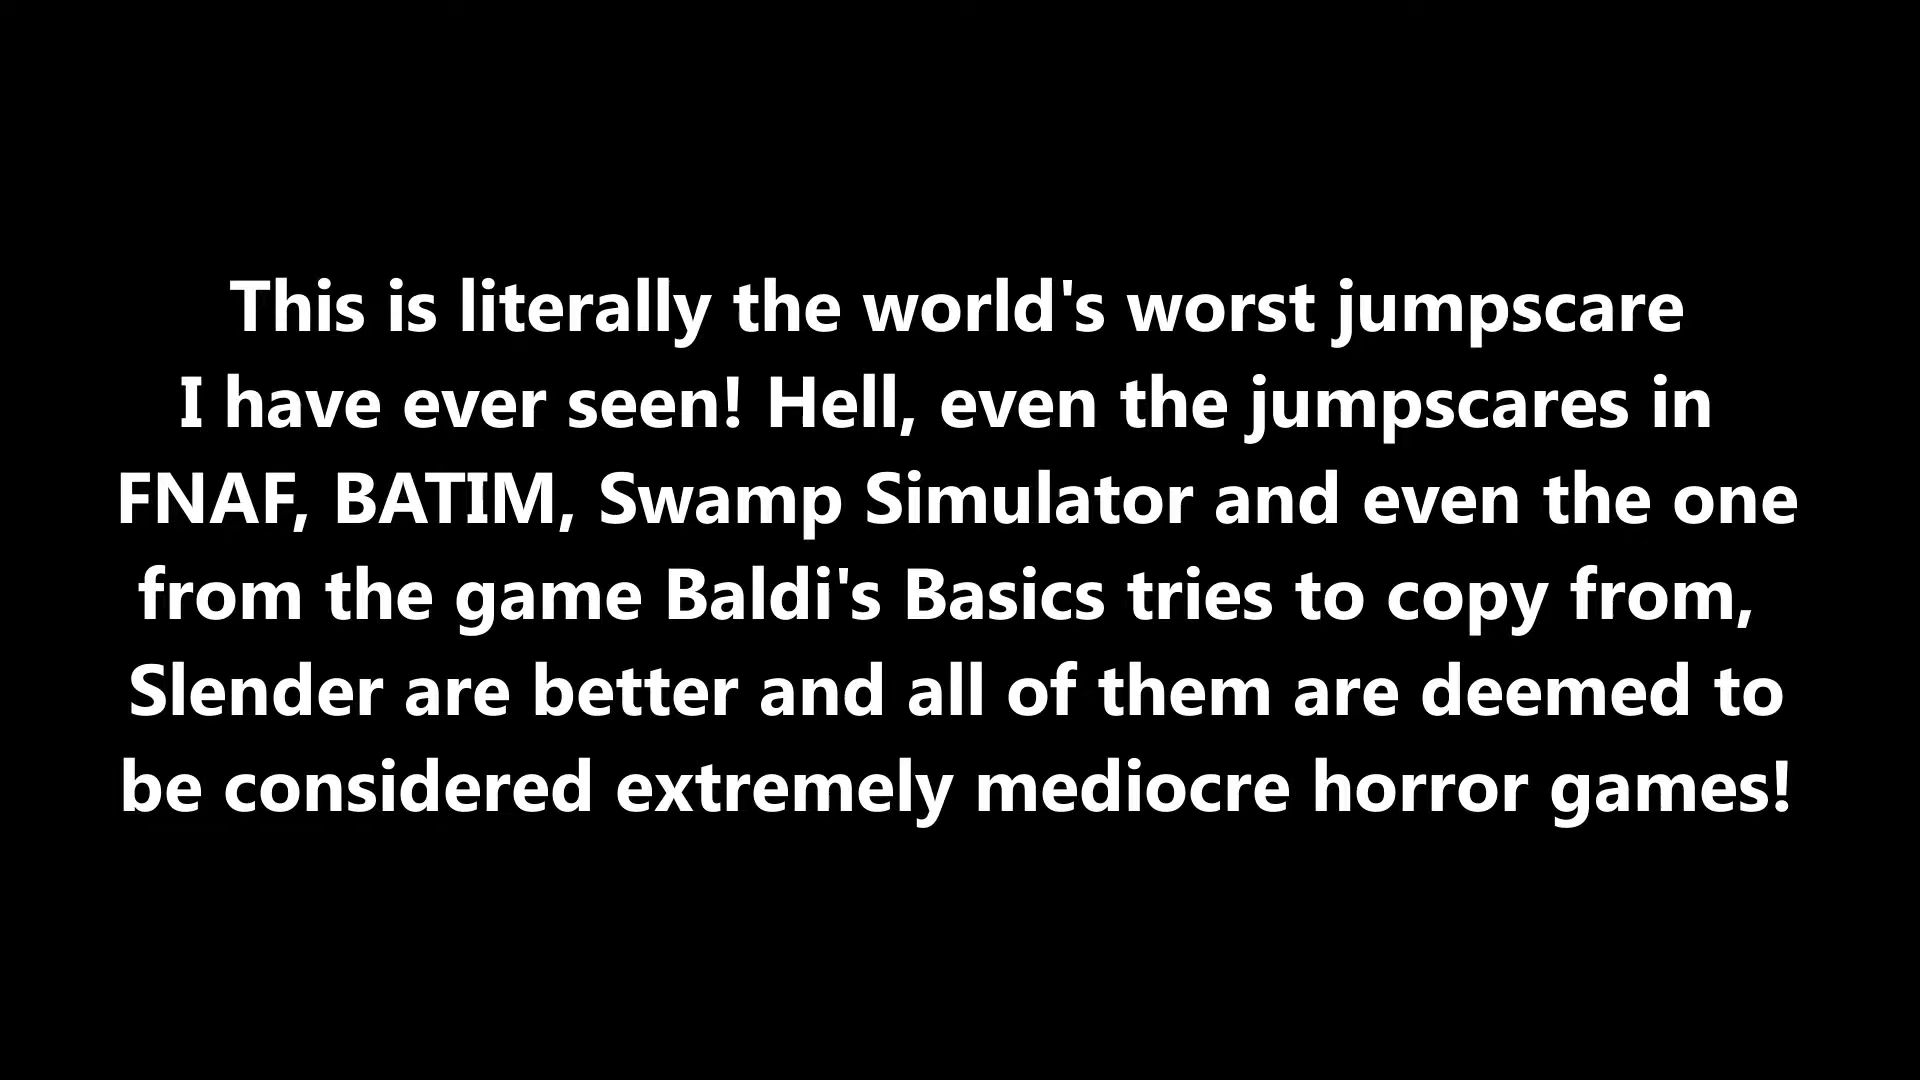 This is literally the world's worst jumpscare
I have ever seen! Hell, even the jumpscares in
FNAF, BATIM, Swamp Simulator and even the one
from the game Baldi's Basics tries to copy from,
Slender are better and all of them are deemed to
be considered extremely mediocre horror games!